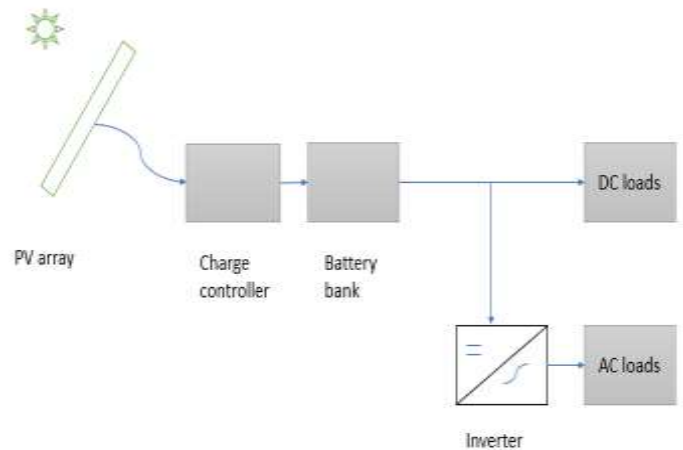 DC loads
PV array
Charge
controller
Battery
bank
AC loads
Inverter